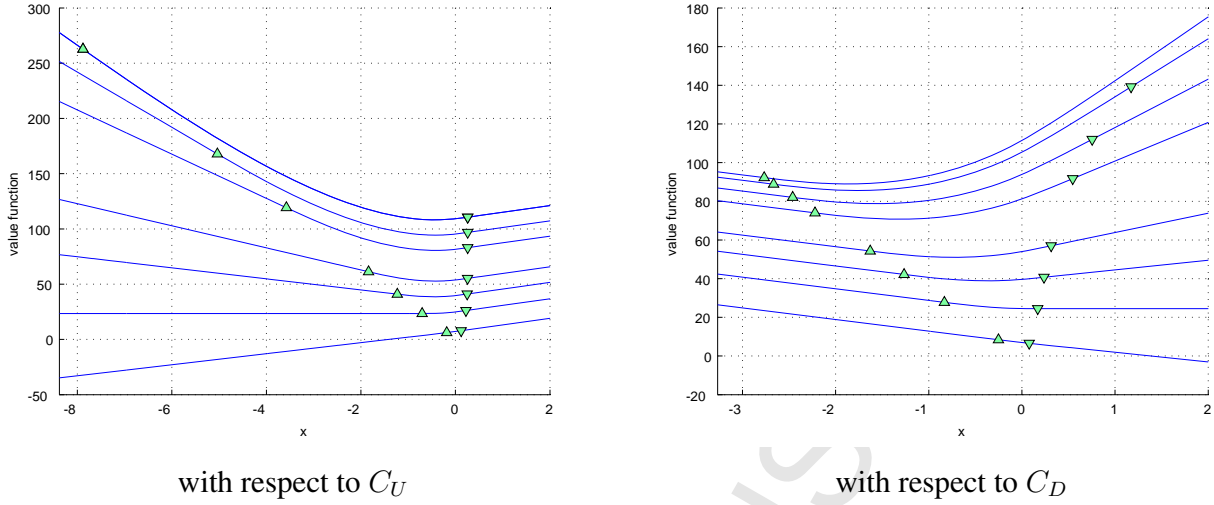 300
250
200
150
100
50
0
-50
value function
-8 -6 -4 -2 0 2
x
with respect to C_U
180
160
140
120
100
80
60
40
20
0
-20
value function
-3 -2 -1 0 1 2
x
with respect to C_D